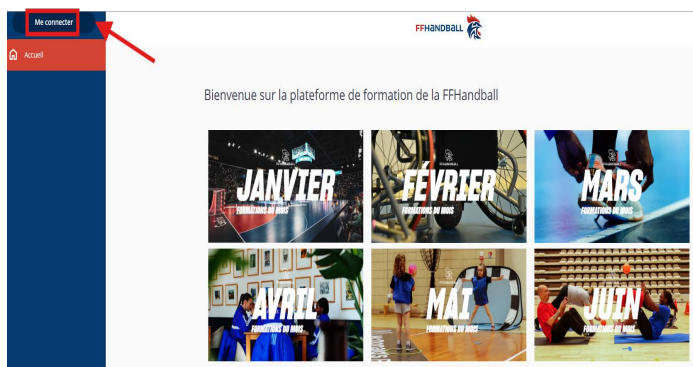 Me connecter
FFHANDBALL
Accueil
Bienvenue sur la plateforme de formation de la FFHandball
JANVIER
FORMATIONS DU MOIS
FÉVRIER
FORMATIONS DU MOIS
MARS
FORMATIONS DU MOIS
AVRIL
FORMATIONS DU MOIS
MAI
FORMATIONS DU MOIS
JUIN
FORMATIONS DU MOIS